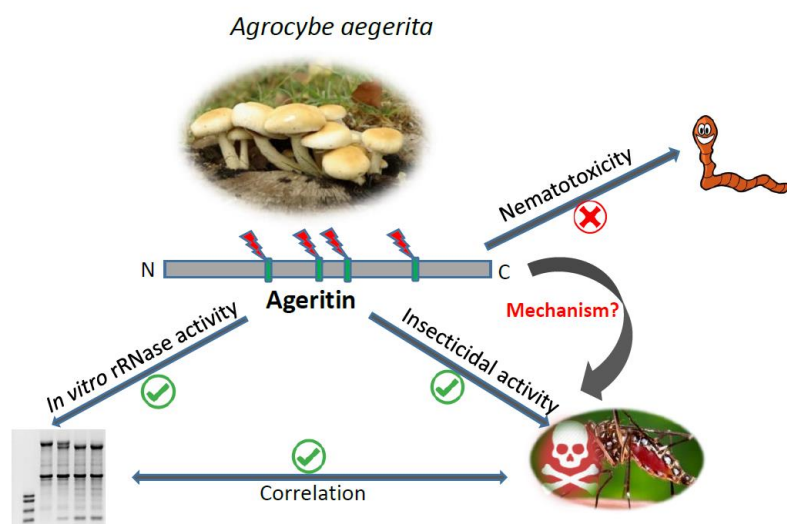 Agrocybe aegerita
Nematotoxicity
N
C
Ageritin
Mechanism?
In vitro rRNase activity
Insecticidal activity
Correlation